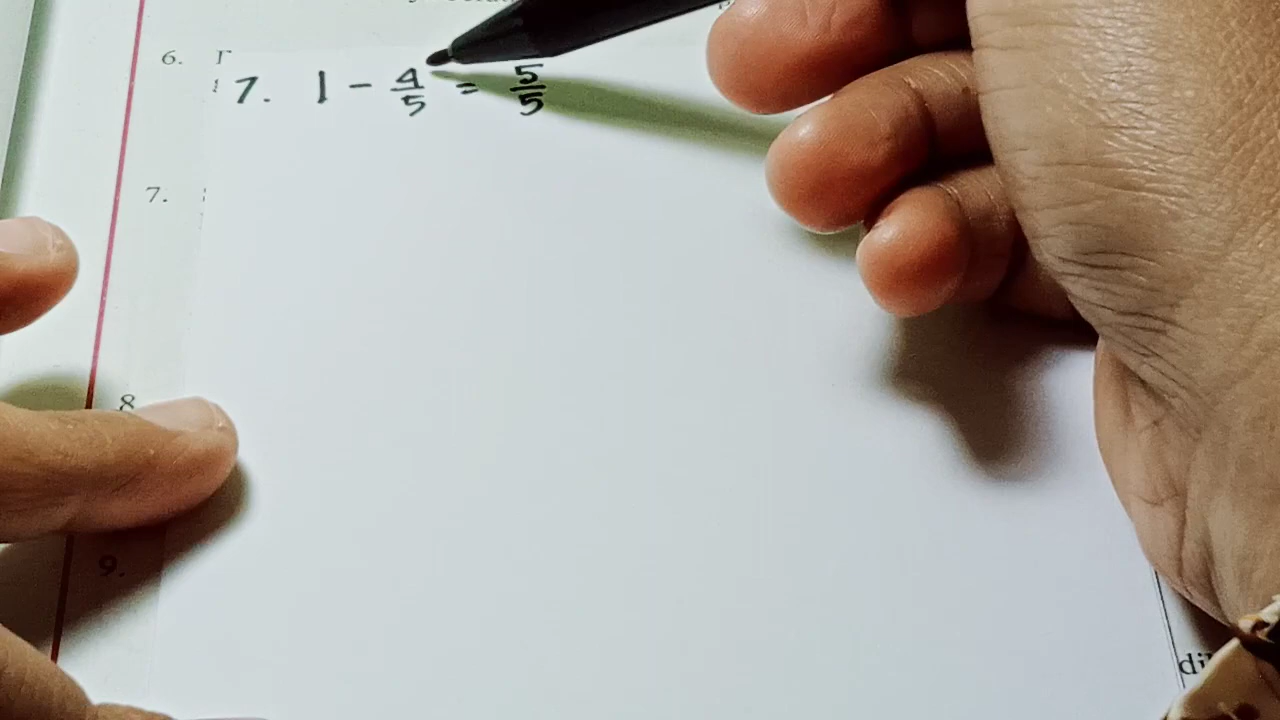 6.
7. 1 - 4/5 = 5/5
7.
8
9.